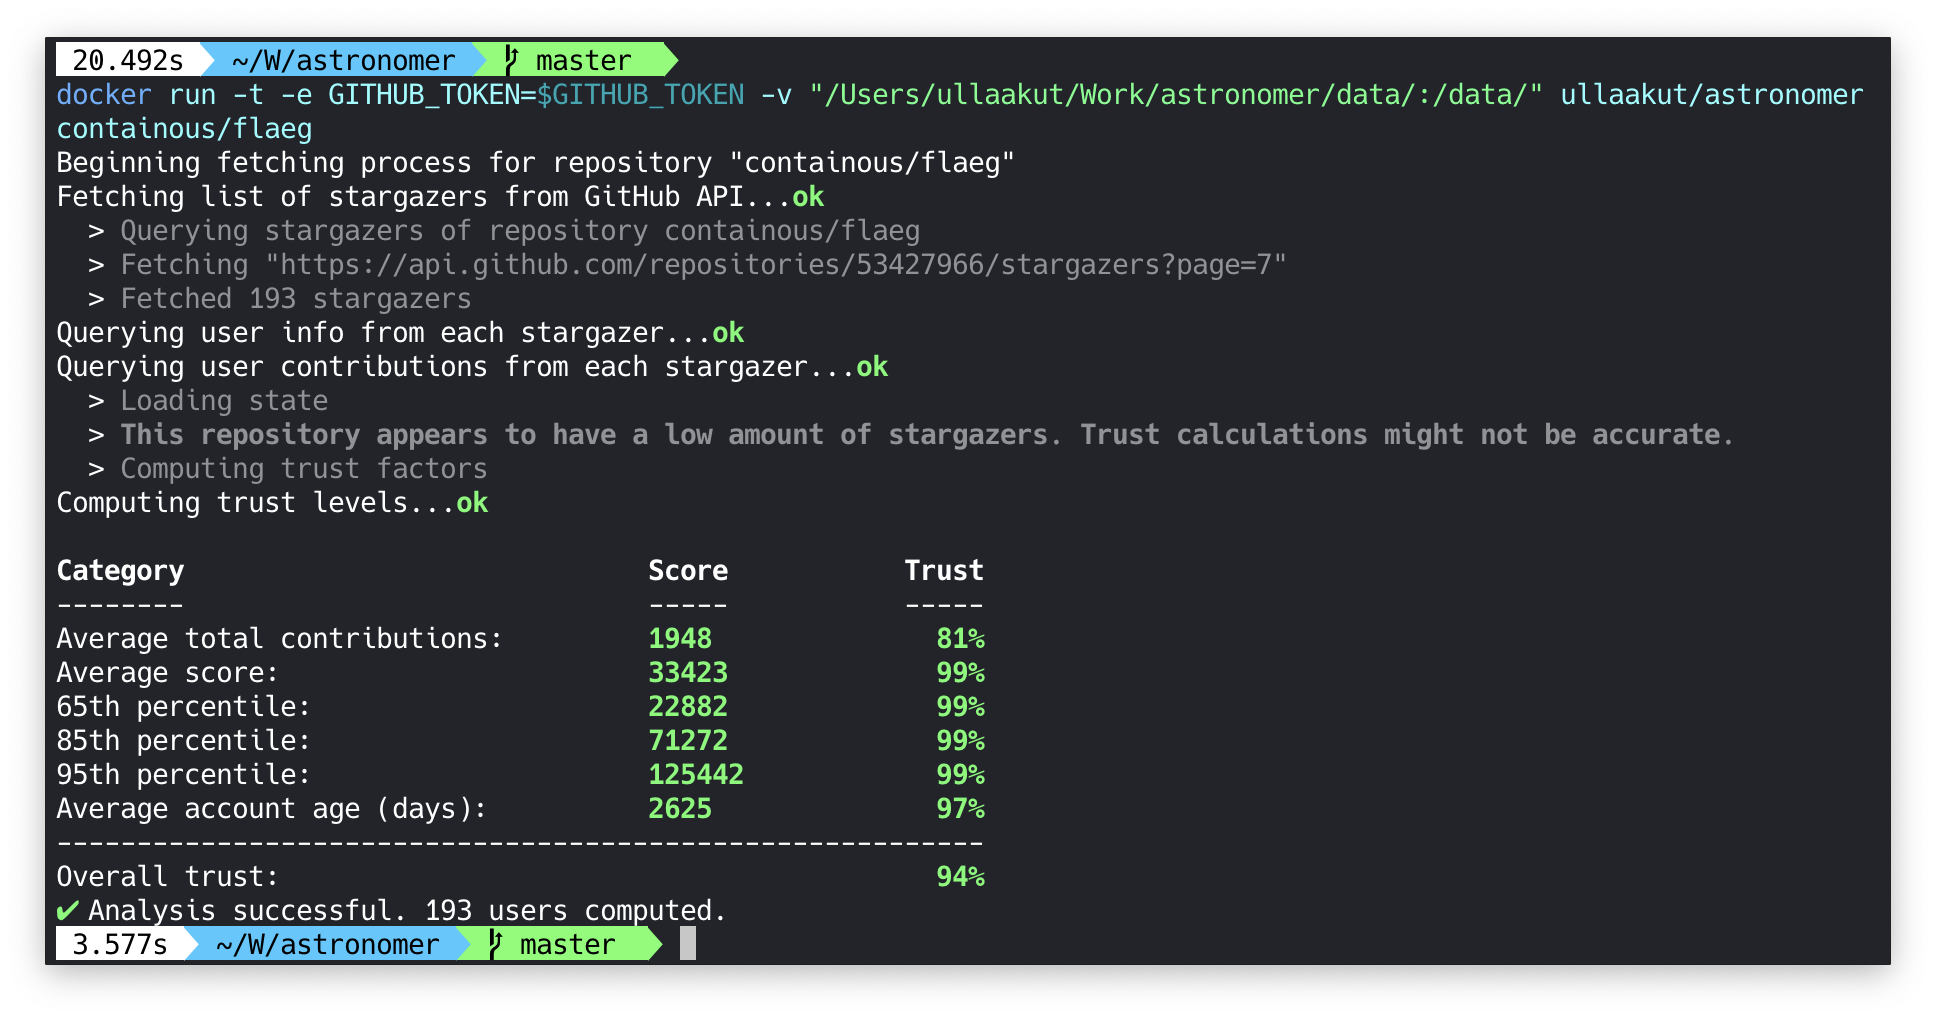 20.492s ~/W/astronomer master
docker run -t -e GITHUB_TOKEN=$GITHUB_TOKEN -v "/Users/ullaakut/Work/astronomer/data/:/data/" ullaakut/astronomer
containous/flaeg
Beginning fetching process for repository "containous/flaeg"
Fetching list of stargazers from GitHub API...ok
> Querying stargazers of repository containous/flaeg
> Fetching "https://api.github.com/repositories/53427966/stargazers?page=7"
> Fetched 193 stargazers
Querying user info from each stargazer...ok
Querying user contributions from each stargazer...ok
> Loading state
> This repository appears to have a low amount of stargazers. Trust calculations might not be accurate.
> Computing trust factors
Computing trust levels...ok
Category Score Trust
-------- ----- -----
Average total contributions: 1948 81%
Average score: 33423 99%
65th percentile: 22882 99%
85th percentile: 71272 99%
95th percentile: 125442 99%
Average account age (days): 2625 97%
----------------------------------------------------------
Overall trust: 94%
✔ Analysis successful. 193 users computed.
3.577s ~/W/astronomer master